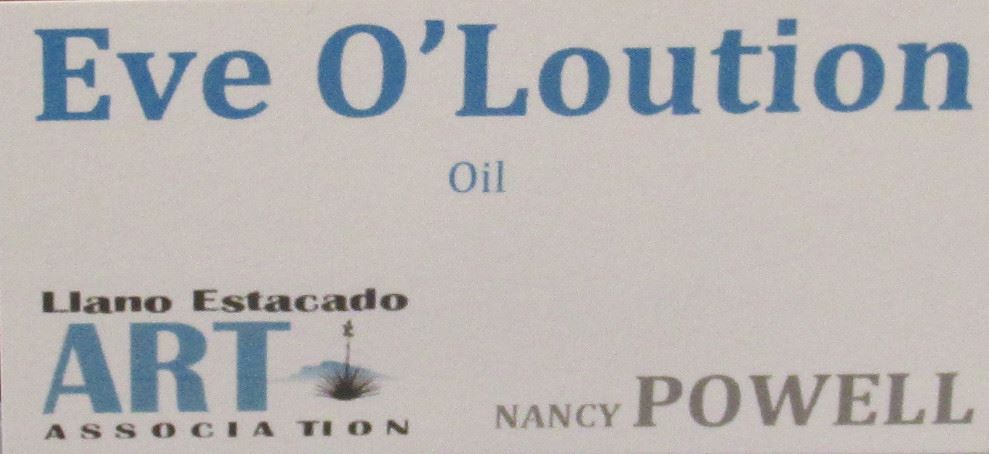 Eve O’Loution
Oil
Llano Estacado
ART
ASSOCIATION
NANCY POWELL